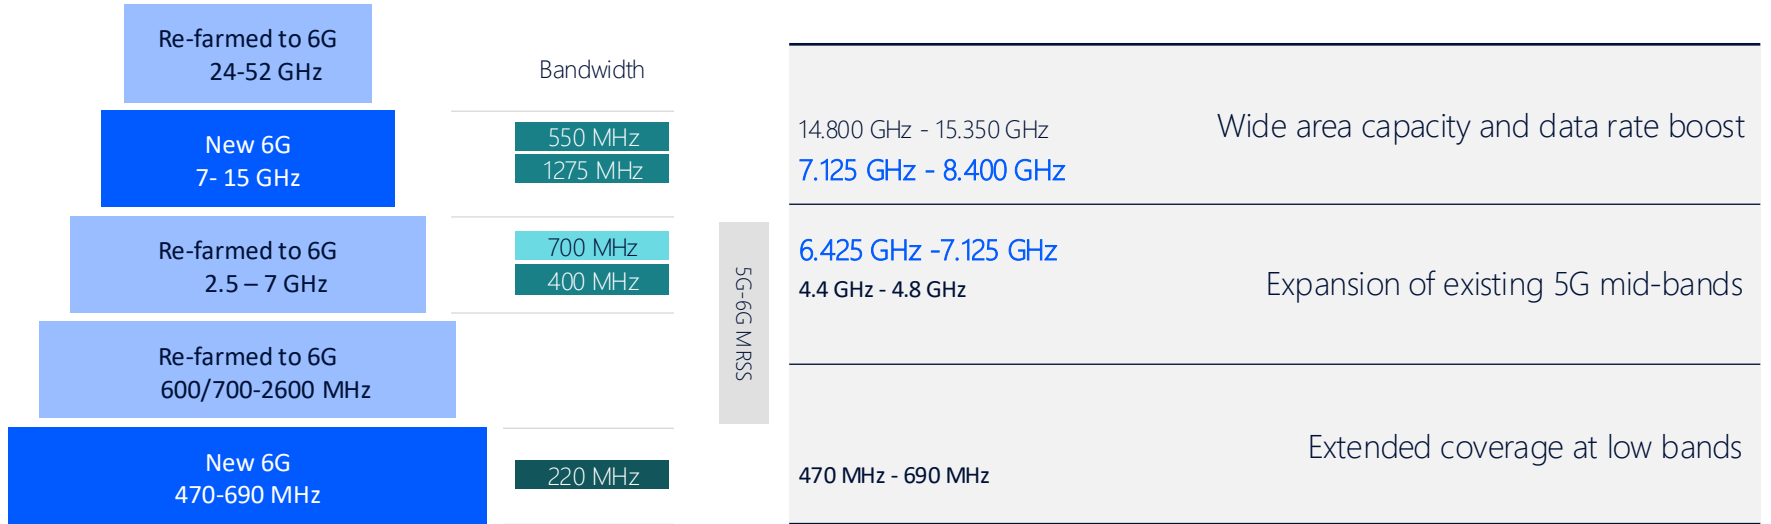 Re-farmed to 6G
24-52 GHz
New 6G
7- 15 GHz
Re-farmed to 6G
2.5 – 7 GHz
Re-farmed to 6G
600/700-2600 MHz
New 6G
470-690 MHz
Bandwidth
550 MHz
1275 MHz
700 MHz
400 MHz
220 MHz
5G-6G MRSS
14.800 GHz - 15.350 GHz
7.125 GHz - 8.400 GHz
Wide area capacity and data rate boost
6.425 GHz -7.125 GHz
4.4 GHz - 4.8 GHz
Expansion of existing 5G mid-bands
470 MHz - 690 MHz
Extended coverage at low bands